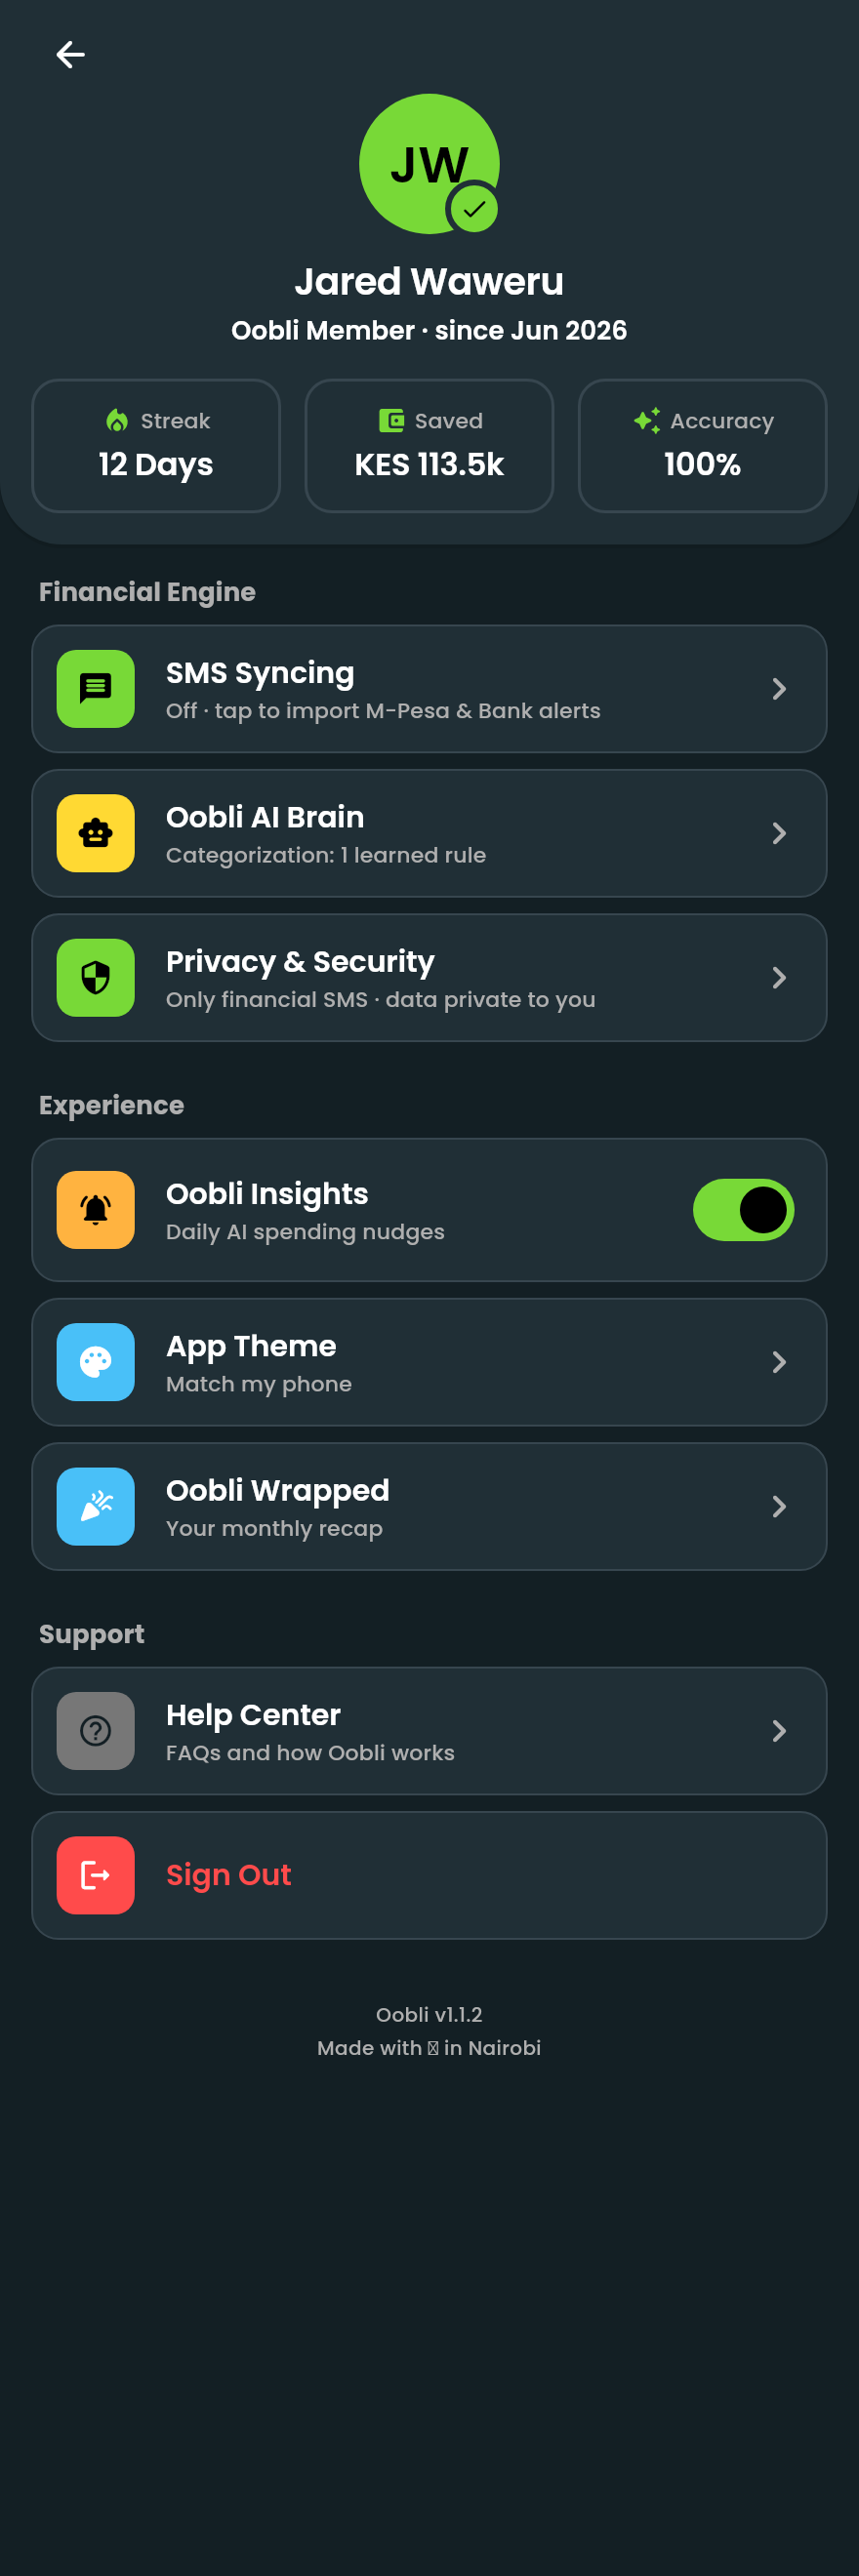 JW
Jared Waweru
Oobli Member · since Jun 2026
Streak
12 Days
Saved
KES 113.5k
Accuracy
100%
Financial Engine
SMS Syncing
Off · tap to import M-Pesa & Bank alerts
Oobli AI Brain
Categorization: 1 learned rule
Privacy & Security
Only financial SMS · data private to you
Experience
Oobli Insights
Daily AI spending nudges
App Theme
Match my phone
Oobli Wrapped
Your monthly recap
Support
Help Center
FAQs and how Oobli works
Sign Out
Oobli v1.1.2
Made with in Nairobi